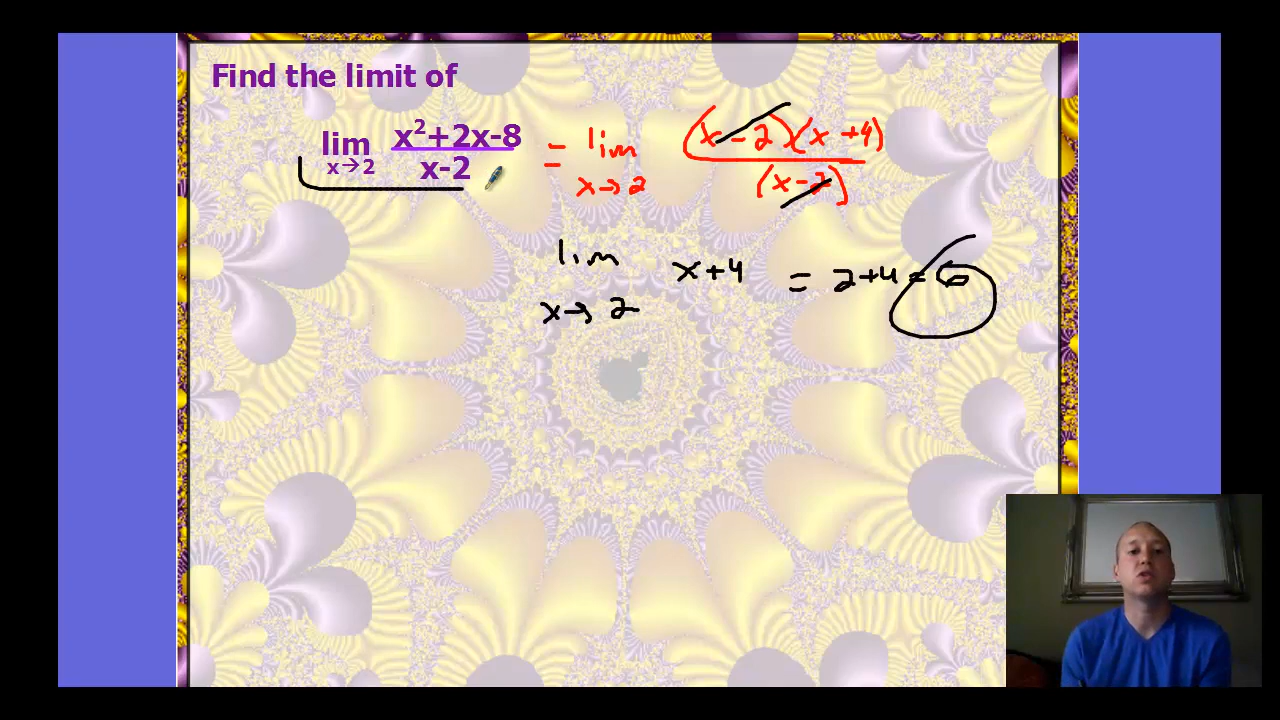 Find the limit of
lim x→2 x²+2x-8 / x-2 = lim x→2 (x-2)(x+4) / (x-2)
lim x→2 x+4 = 2+4 = 6